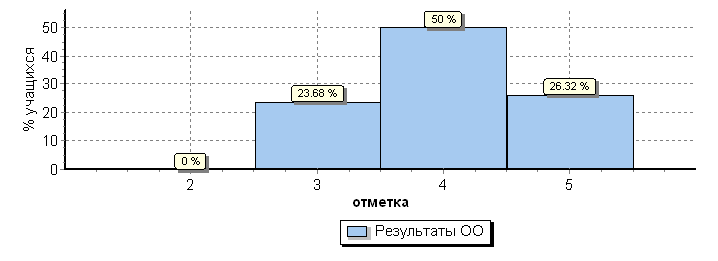 % учащихся
50
40
30
20
10
0
0 %
23.68 %
50 %
26.32 %
2 3 4 5
отметка
Результаты ОО